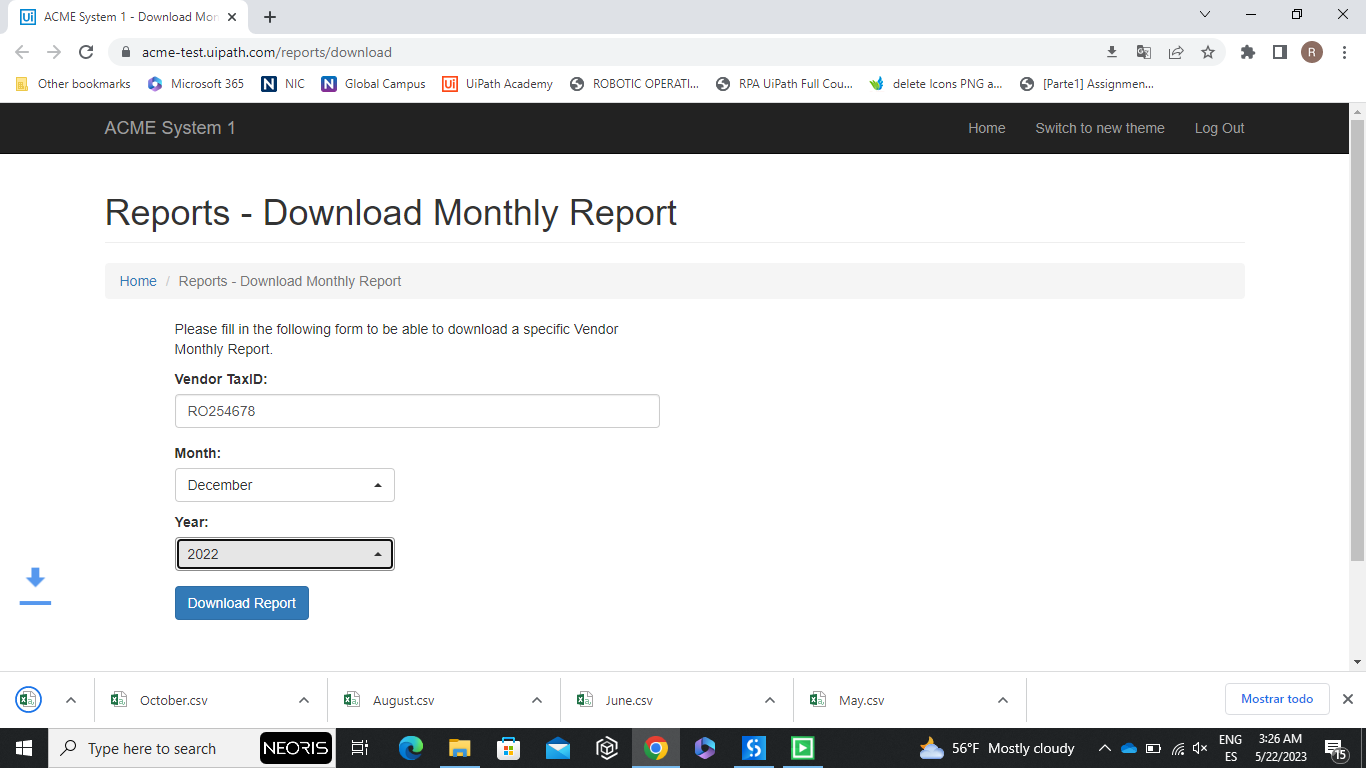 Ui ACME System 1 - Download Mon
acme-test.uipath.com/reports/download
R
Other bookmarks
Microsoft 365
N NIC
N Global Campus
Ui UiPath Academy
ROBOTIC OPERATI...
RPA UiPath Full Cou...
delete Icons PNG a...
[Parte1] Assignmen...
ACME System 1
Home
Switch to new theme
Log Out
Reports - Download Monthly Report
Home / Reports - Download Monthly Report
Please fill in the following form to be able to download a specific Vendor
Monthly Report.
Vendor TaxID:
RO254678
Month:
December
Year:
2022
Download Report
October.csv
August.csv
June.csv
May.csv
Mostrar todo
Type here to search
NEORIS
56°F Mostly cloudy
ENG
ES
3:26 AM
5/22/2023
15